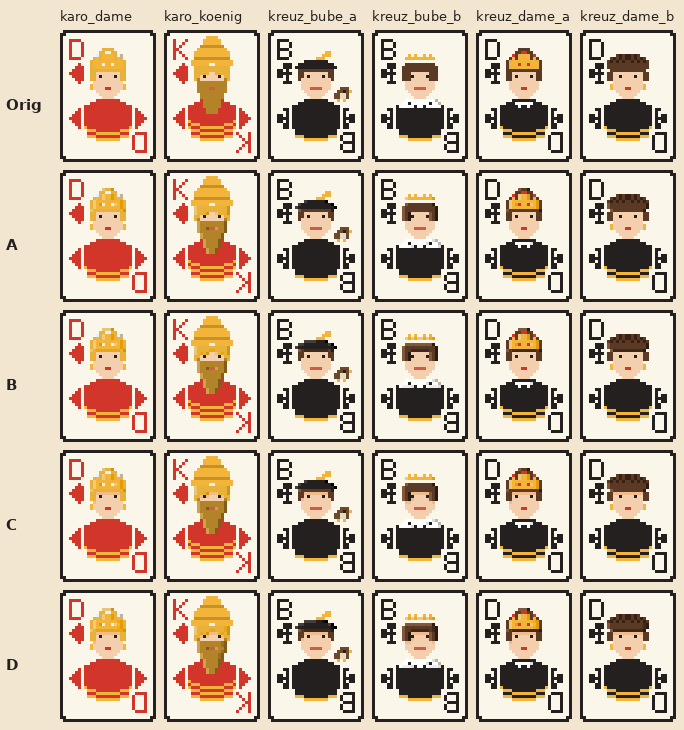 karo_dame karo_koenig kreuz_bube_a kreuz_bube_b kreuz_dame_a kreuz_dame_b
Orig
D K B B D D
D K B B D D
A
D K B B D D
D K B B D D
B
D K B B D D
D K B B D D
C
D K B B D D
D K B B D D
D
D K B B D D
D K B B D D